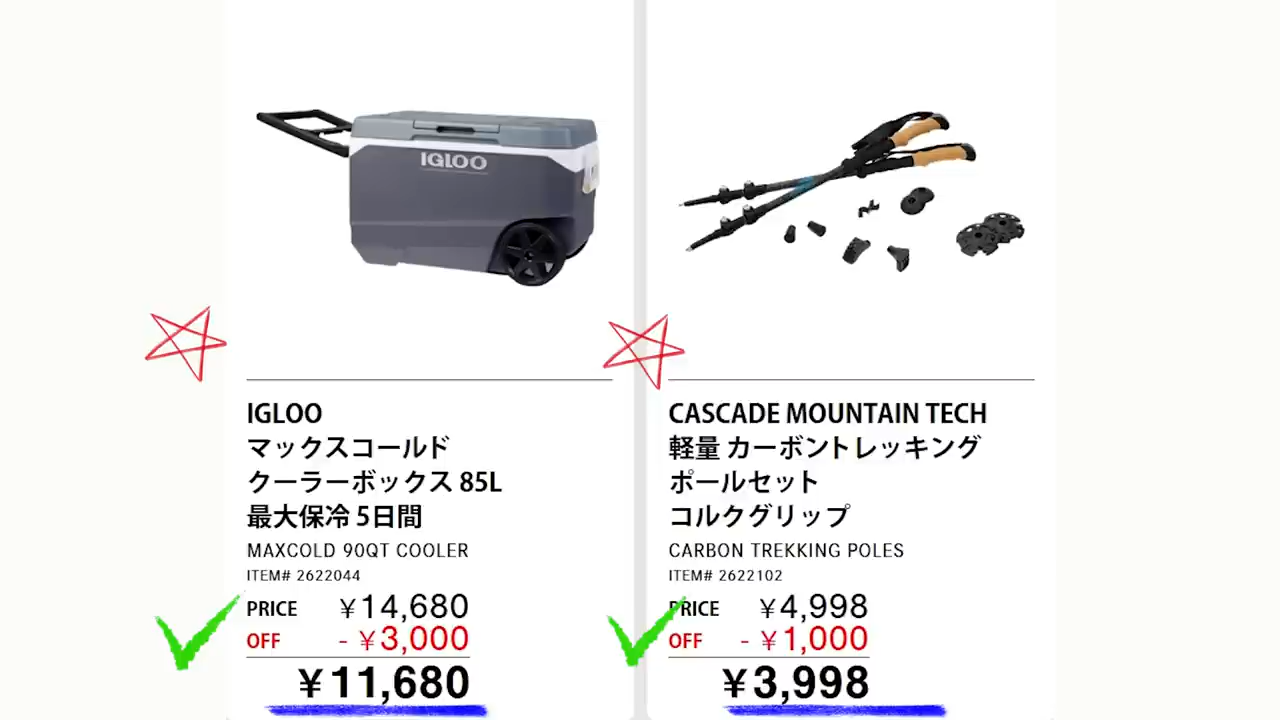 IGLOO
IGLOO
マックスコールド
クーラーボックス 85L
最大保冷 5日間
MAXCOLD 90QT COOLER
ITEM# 2622044
PRICE ￥14,680
OFF - ￥3,000
￥11,680
CASCADE MOUNTAIN TECH
軽量 カーボントレッキング
ポールセット
コルクグリップ
CARBON TREKKING POLES
ITEM# 2622102
PRICE ￥4,998
OFF - ￥1,000
￥3,998